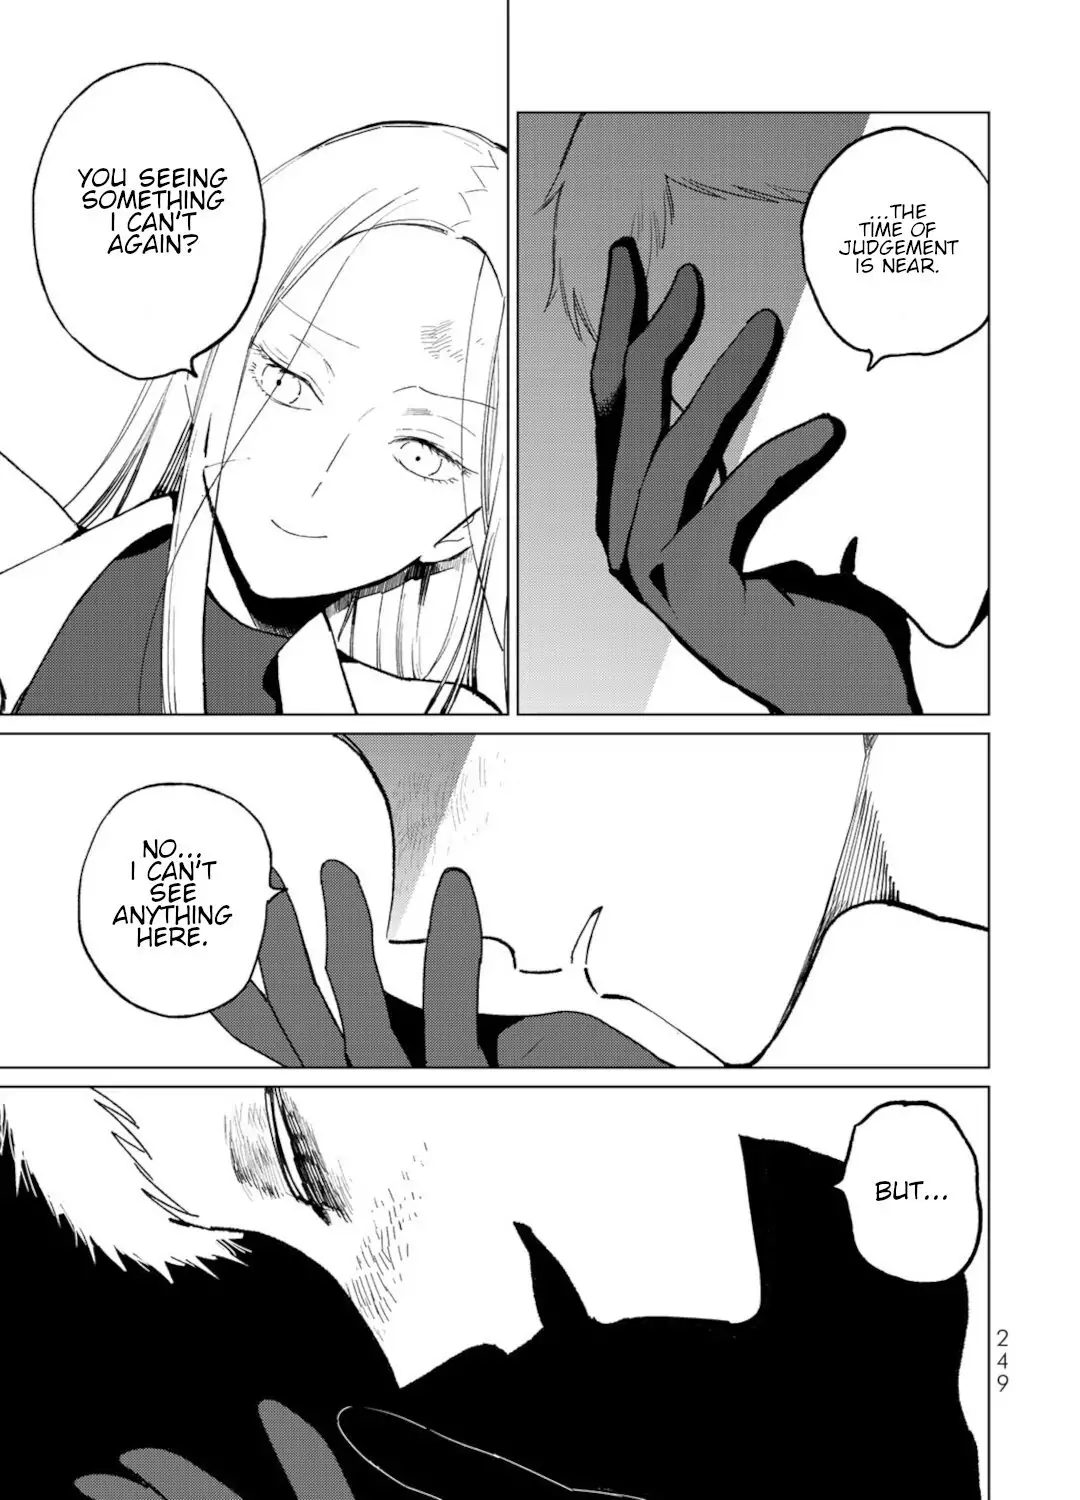 ...THE
TIME OF
JUDGEMENT
IS NEAR.
YOU SEEING
SOMETHING
I CAN'T
AGAIN?
NO...
I CAN'T
SEE
ANYTHING
HERE.
BUT...
249